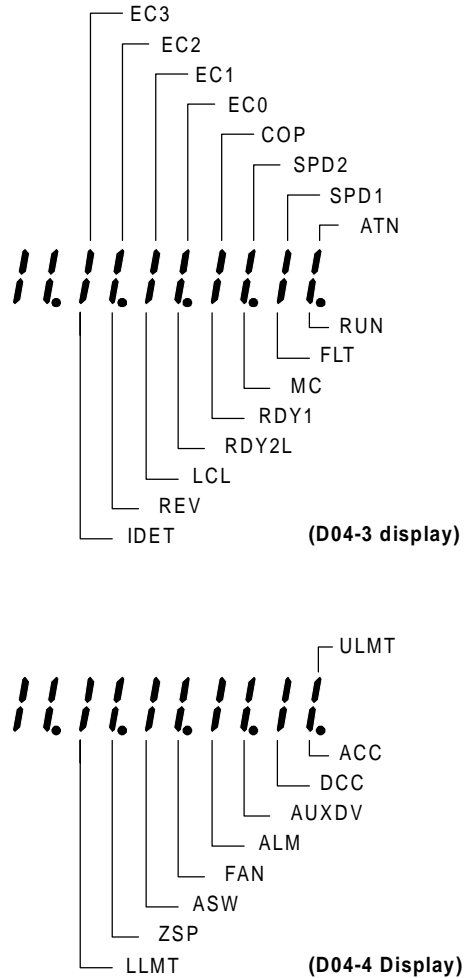 EC3
EC2
EC1
EC0
COP
SPD2
SPD1
ATN
RUN
FLT
MC
RDY1
RDY2L
LCL
REV
IDET
(D04-3 display)
ULMT
ACC
DCC
AUXDV
ALM
FAN
ASW
ZSP
LLMT
(D04-4 Display)